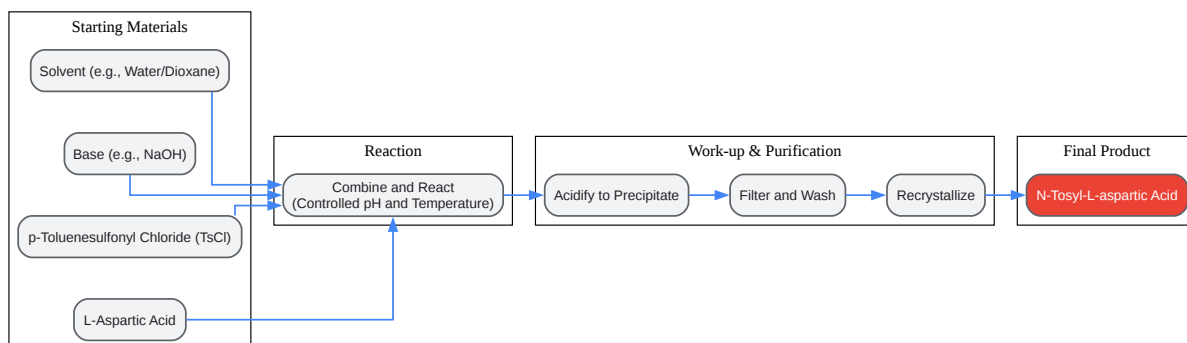 Starting Materials
Solvent (e.g., Water/Dioxane)
Base (e.g., NaOH)
p-Toluenesulfonyl Chloride (TsCl)
L-Aspartic Acid
Reaction
Combine and React
(Controlled pH and Temperature)
Work-up & Purification
Acidify to Precipitate
Filter and Wash
Recrystallize
Final Product
N-Tosyl-L-aspartic Acid